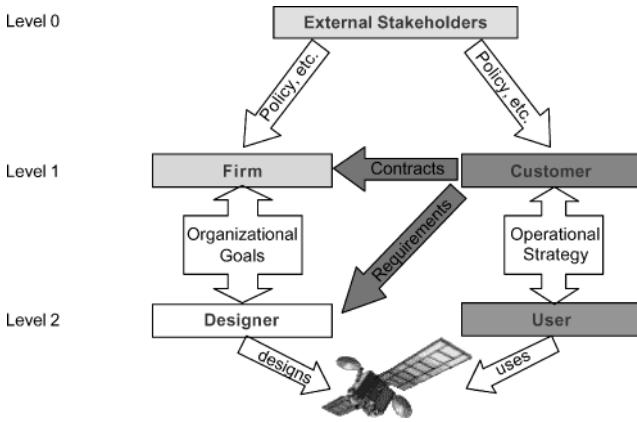 Level 0
External Stakeholders
Policy, etc.
Policy, etc.
Level 1
Firm
Contracts
Customer
Organizational
Goals
Requirements
Operational
Strategy
Level 2
Designer
User
designs
uses